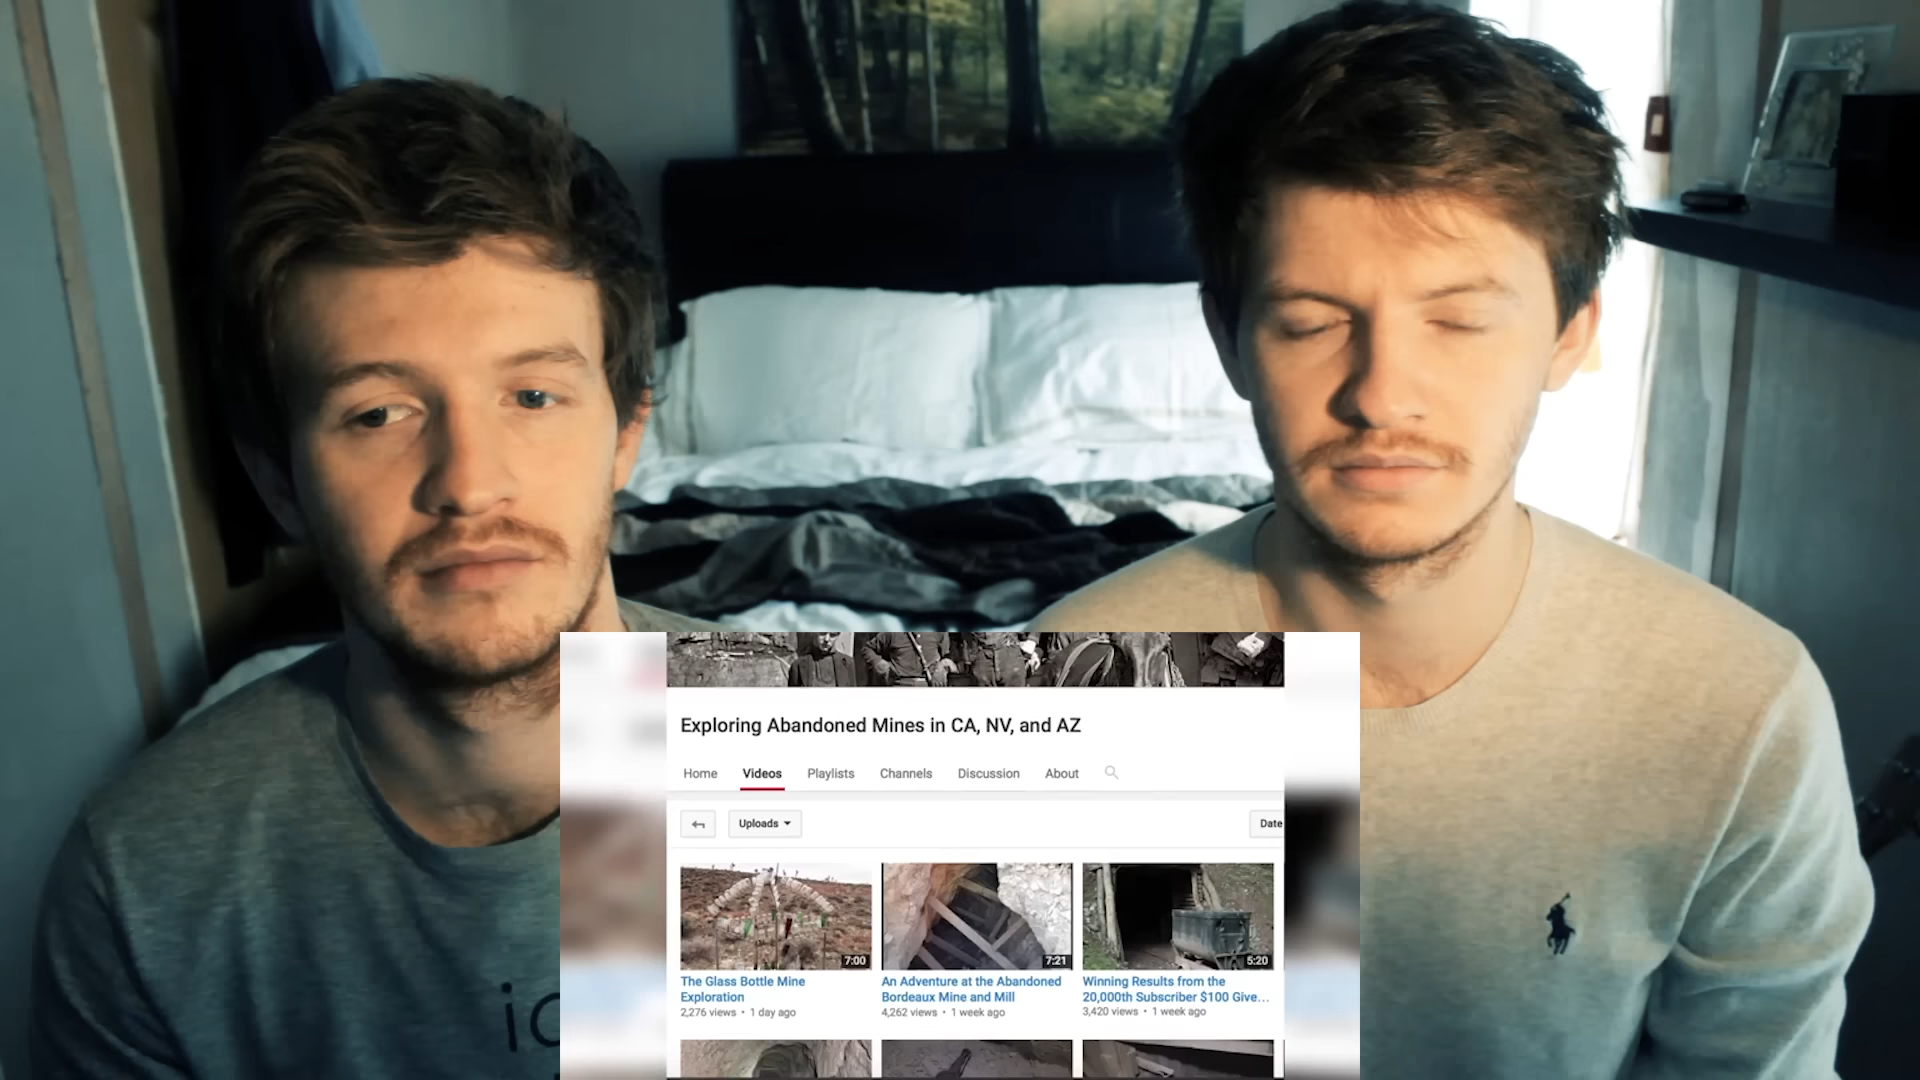 Exploring Abandoned Mines in CA, NV, and AZ
Home Videos Playlists Channels Discussion About
Uploads Date
7:00 7:21 5:20
The Glass Bottle Mine
Exploration
2,276 views • 1 day ago
An Adventure at the Abandoned
Bordeaux Mine and Mill
4,262 views • 1 week ago
Winning Results from the
20,000th Subscriber $100 Give...
3,420 views • 1 week ago